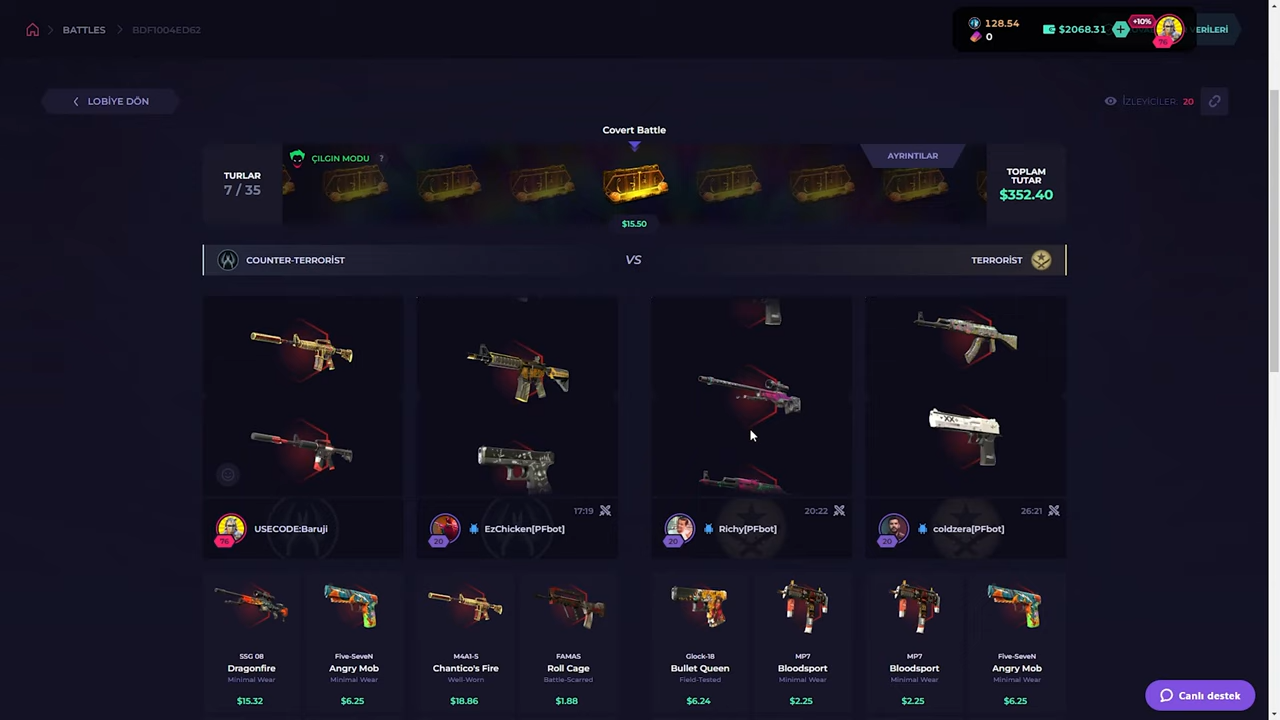 BATTLES
BDF1004ED62
128.54
0
$2068.31
+10%
76
VERİLERİ
LOBİYE DÖN
İZLEYİCİLER: 20
Covert Battle
TURLAR
7 / 35
ÇILGIN MODU ?
AYRINTILAR
TOPLAM
TUTAR
$352.40
$15.50
COUNTER-TERRORIST
VS
TERRORİST
17:19
20:22
26:21
76
USECODE:Baruji
20
EzChicken[PFbot]
20
Richy[PFbot]
20
coldzera[PFbot]
SSG 08
Dragonfire
Minimal Wear
$15.32
Five-SeveN
Angry Mob
Minimal Wear
$6.25
M4A1-S
Chantico's Fire
Well-Worn
$18.86
FAMAS
Roll Cage
Battle-Scarred
$1.88
Glock-18
Bullet Queen
Field-Tested
$6.24
MP7
Bloodsport
Minimal Wear
$2.25
MP7
Bloodsport
Minimal Wear
$2.25
Five-SeveN
Angry Mob
Minimal Wear
$6.25
Canlı destek